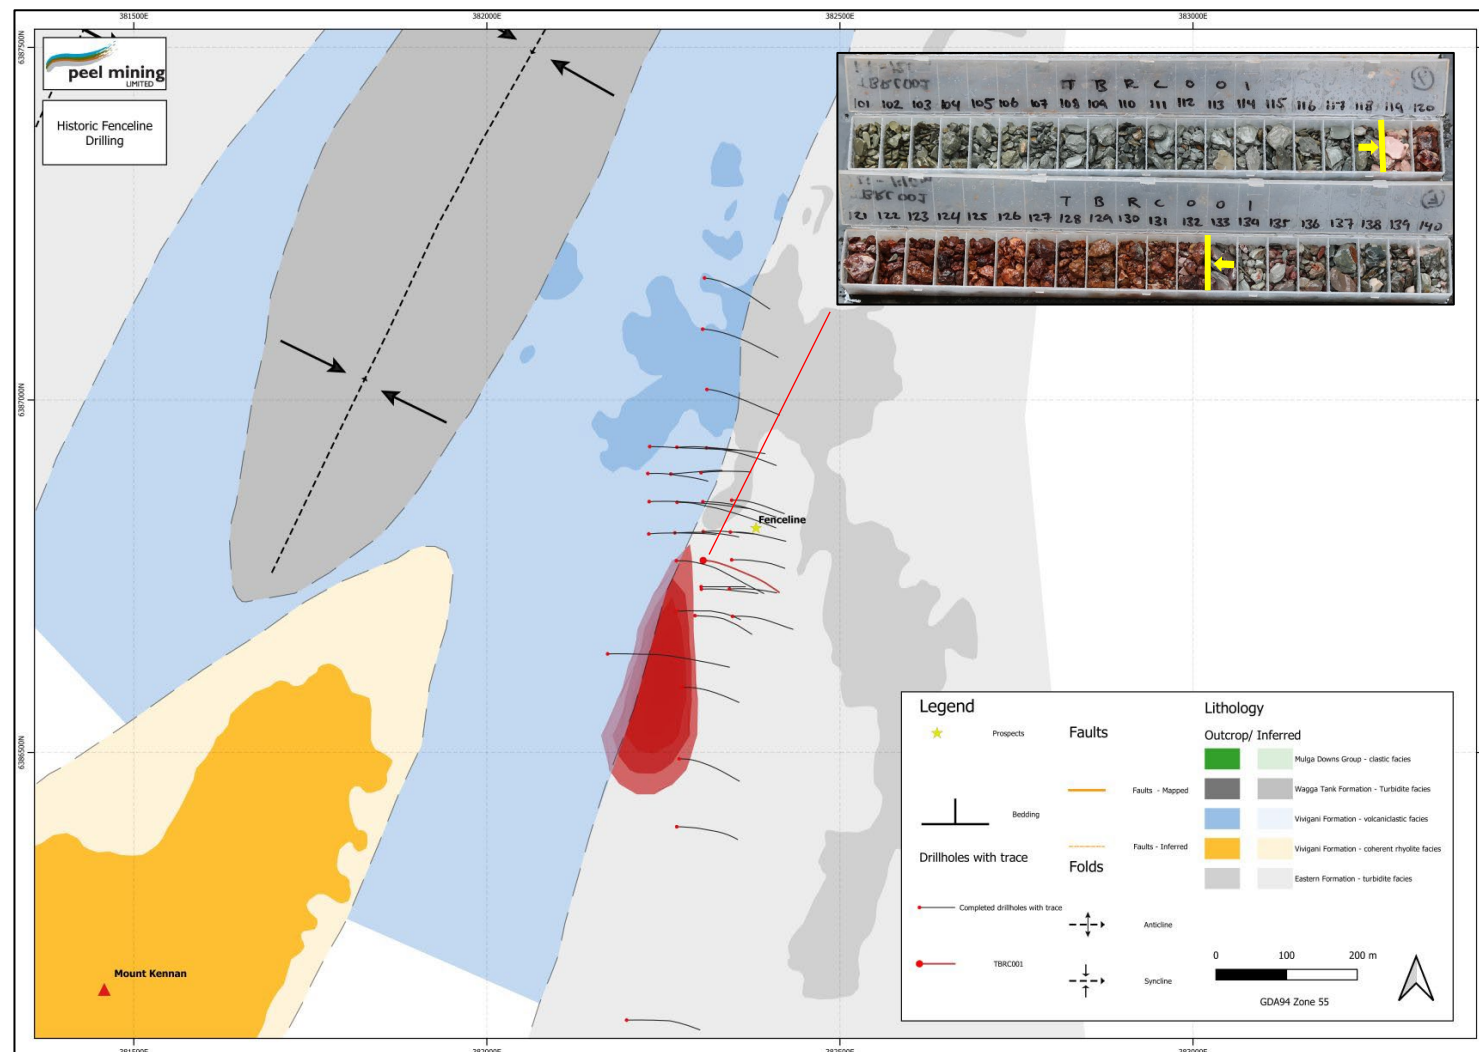 381500E
382000E
382500E
383000E
6387500N
6387000N
6386500N
peel mining
LIMITED
Historic Fenceline
Drilling
TBRC001
T B R C 0 0 1
101 102 103 104 105 106 107 108 109 110 111 112 113 114 115 116 117 118 119 120
TBRC001
T B R C 0 0 1
121 122 123 124 125 126 127 128 129 130 131 132 133 134 135 136 137 138 139 140
Fenceline
Mount Kennan
Legend
Prospects
Bedding
Drillholes with trace
Completed drillholes with trace
TBRC001
Faults
Faults - Mapped
Faults - Inferred
Folds
Anticline
Syncline
Lithology
Outcrop/ Inferred
Mulga Downs Group - clastic facies
Wagga Tank Formation - Turbidite facies
Vivigani Formation - volcaniclastic facies
Vivigani Formation - coherent rhyolite facies
Eastern Formation - turbidite facies
0 100 200 m
GDA94 Zone 55
381500E
382000E
382500E